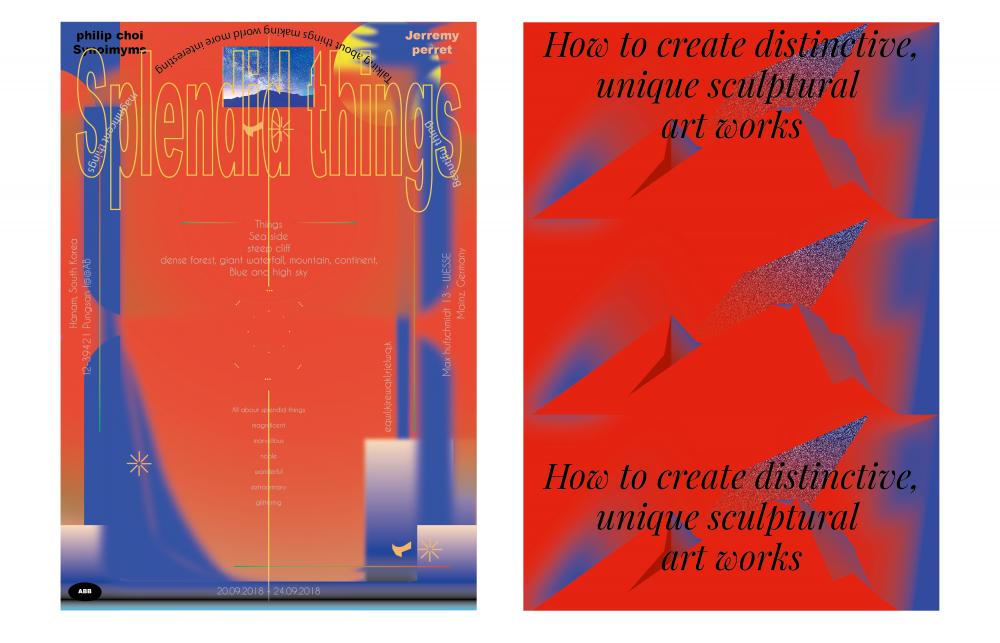 philip choi
Synoimyms
Talking about things making world more interesting
Jerremy
perret
Splendid things
magnificent things
Beautiful thing
Things
Sea side
steep cliff
dense forest, giant waterfall, mountain, continent,
Blue and high sky
Hanam, South Korea
12-39421 Pungsan f@@AB
Max hufschmidt 13 - WESSE
Mainz, Germany
All about splendid things
magnificent
marvellous
noble
wonderful
extraortinary
glittering
ABB
20.09.2018 - 24.09.2018
How to create distinctive,
unique sculptural
art works
How to create distinctive,
unique sculptural
art works